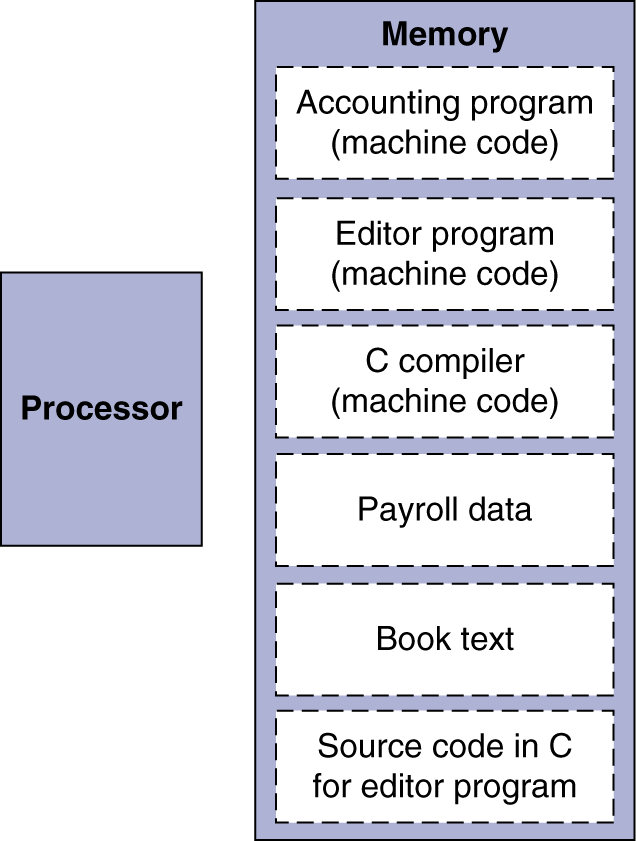 Memory
Accounting program
(machine code)
Editor program
(machine code)
C compiler
(machine code)
Processor
Payroll data
Book text
Source code in C
for editor program